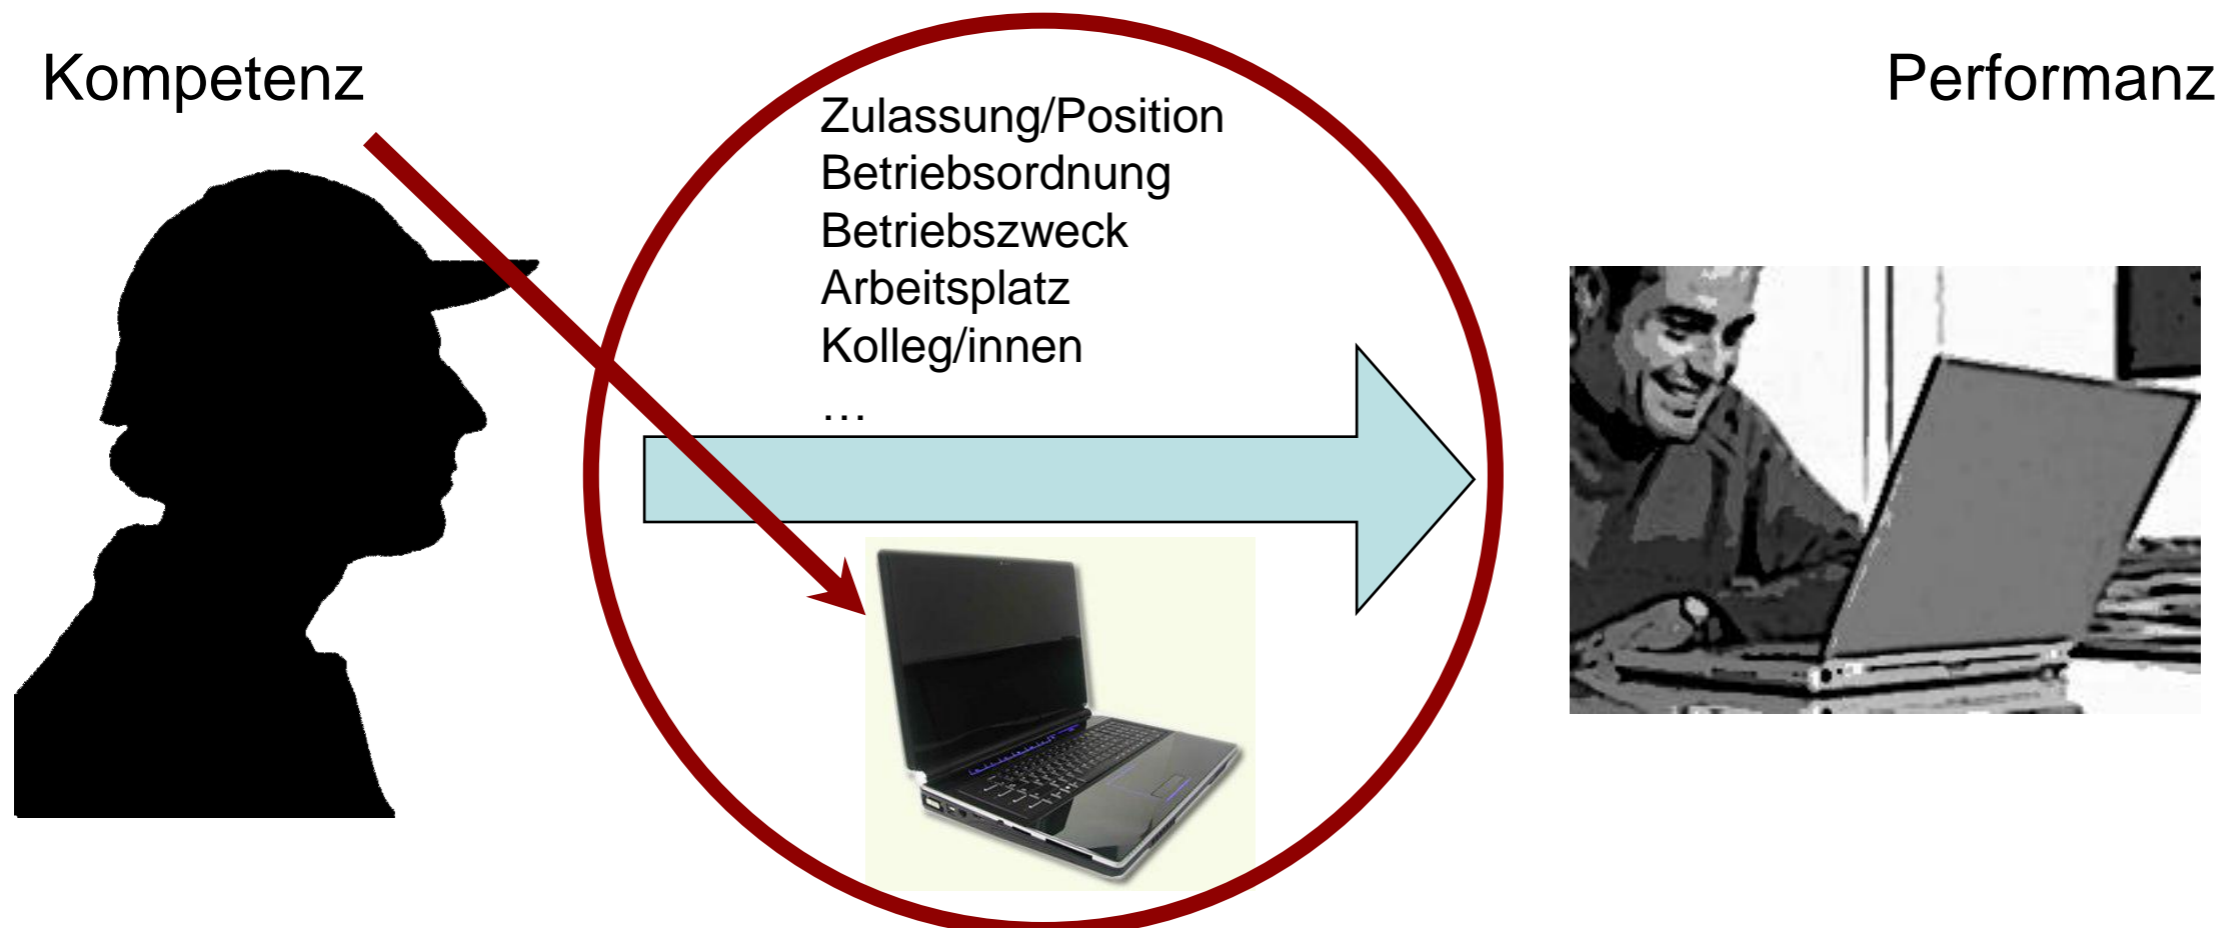 Kompetenz
Performanz
Zulassung/Position
Betriebsordnung
Betriebszweck
Arbeitsplatz
Kolleg/innen
…